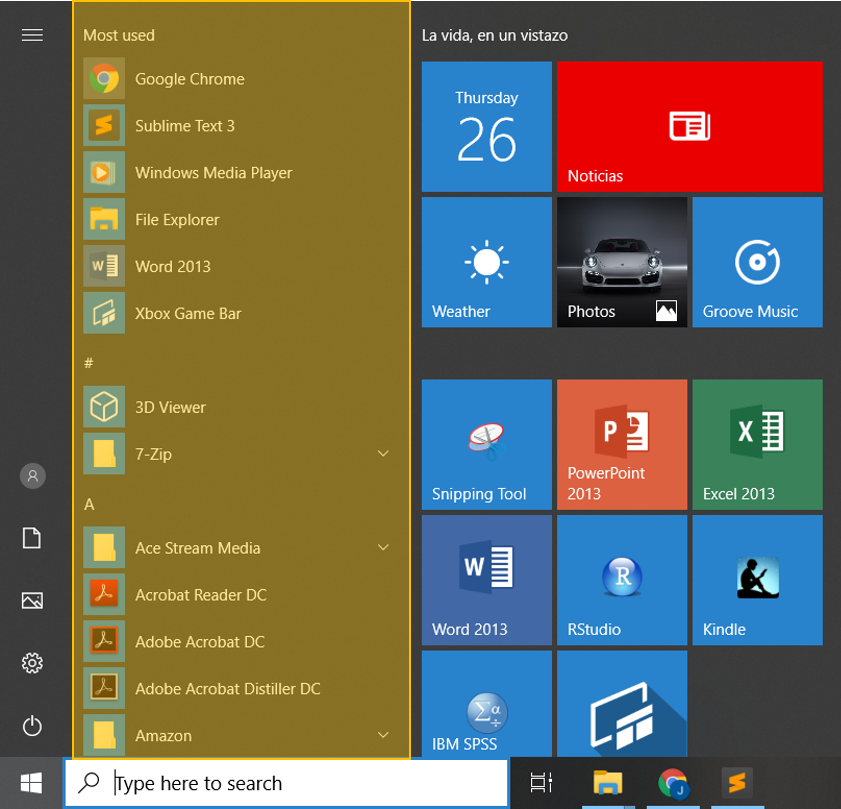 Most used
Google Chrome
Sublime Text 3
Windows Media Player
File Explorer
Word 2013
Xbox Game Bar
#
3D Viewer
7-Zip
A
Ace Stream Media
Acrobat Reader DC
Adobe Acrobat DC
Adobe Acrobat Distiller DC
Amazon
La vida, en un vistazo
Thursday
26
Noticias
Weather
Photos
Groove Music
Snipping Tool
PowerPoint
2013
Excel 2013
Word 2013
RStudio
Kindle
IBM SPSS
Type here to search